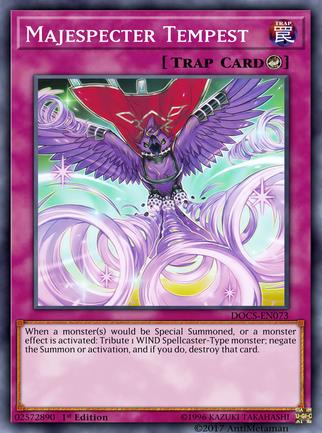 Majespecter Tempest
TRAP
罠
[Trap Card]
DOCS-EN073
When a monster(s) would be Special Summoned, or a monster
effect is activated: Tribute 1 WIND Spellcaster-Type monster; negate
the Summon or activation, and if you do, destroy that card.
02572890 1st Edition ©1996 KAZUKI TAKAHASHI
©2017 AntiMetaman